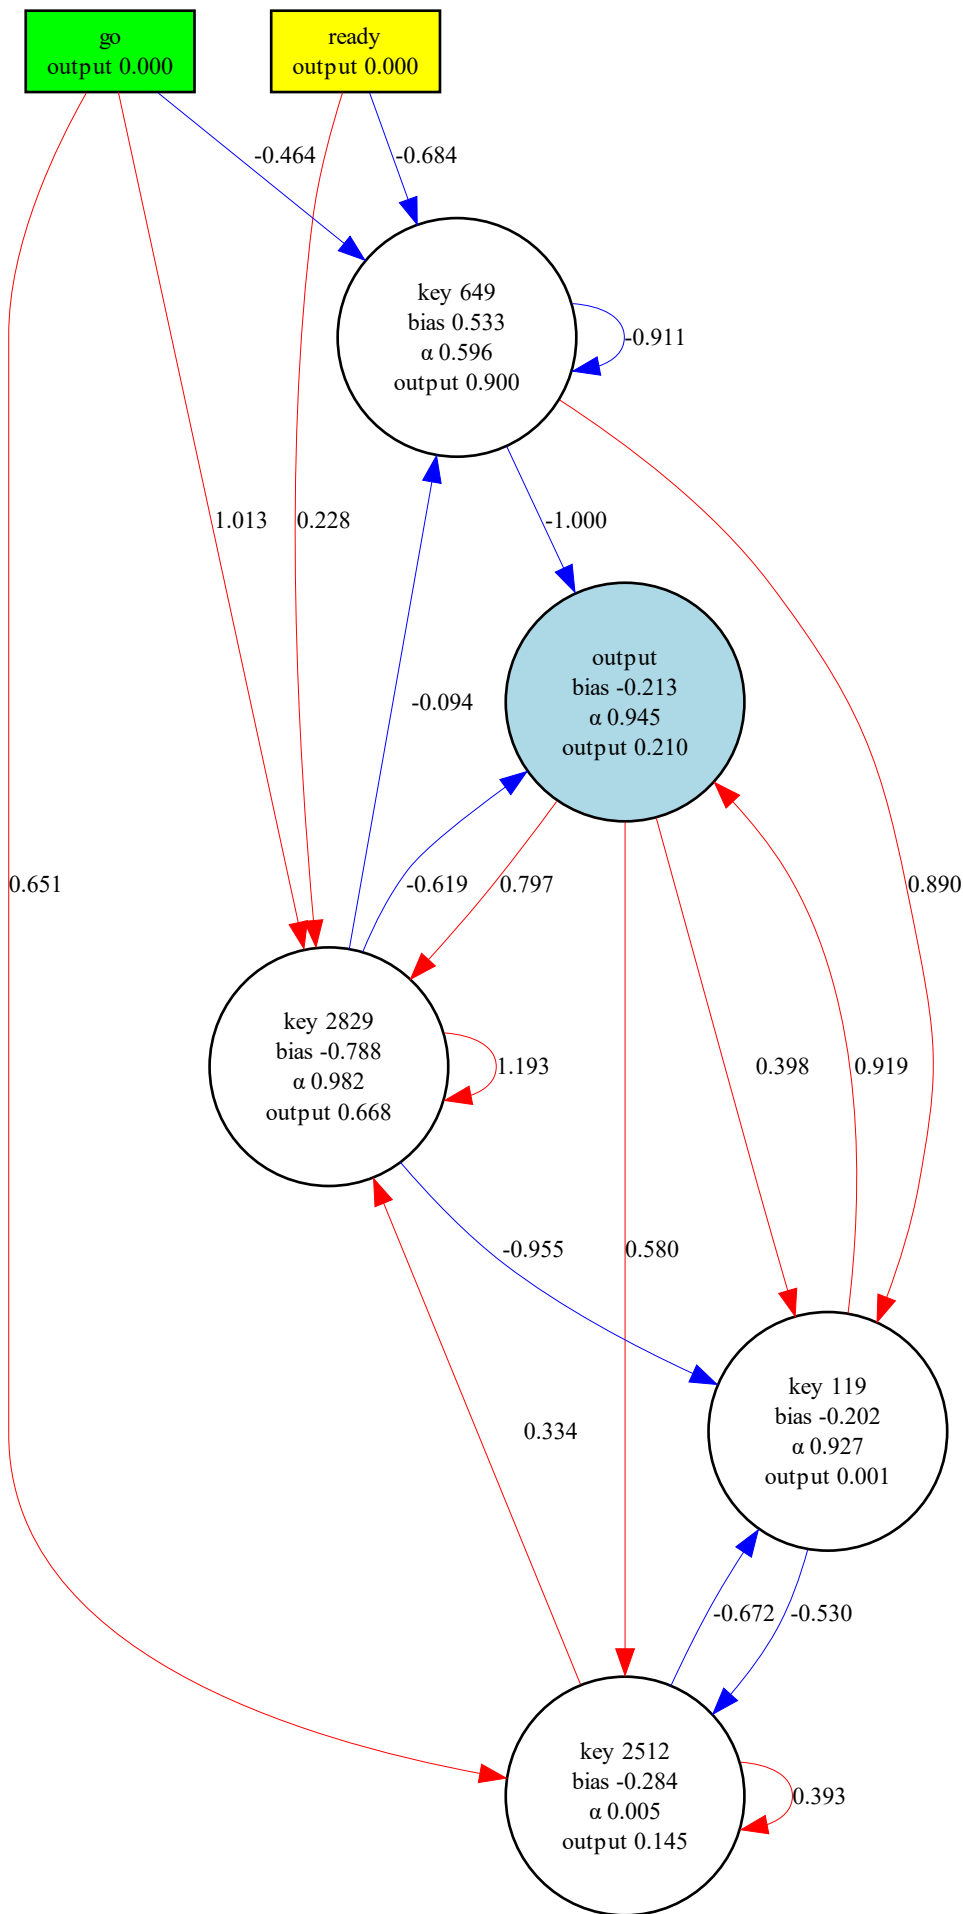 go
output 0.000
ready
output 0.000
-0.464
-0.684
key 649
bias 0.533
α 0.596
output 0.900
-0.911
1.013
0.228
-1.000
output
bias -0.213
α 0.945
output 0.210
-0.094
0.651
-0.619
0.797
0.890
key 2829
bias -0.788
α 0.982
output 0.668
1.193
0.398
0.919
-0.955
0.580
key 119
bias -0.202
α 0.927
output 0.001
0.334
-0.672
-0.530
key 2512
bias -0.284
α 0.005
output 0.145
0.393